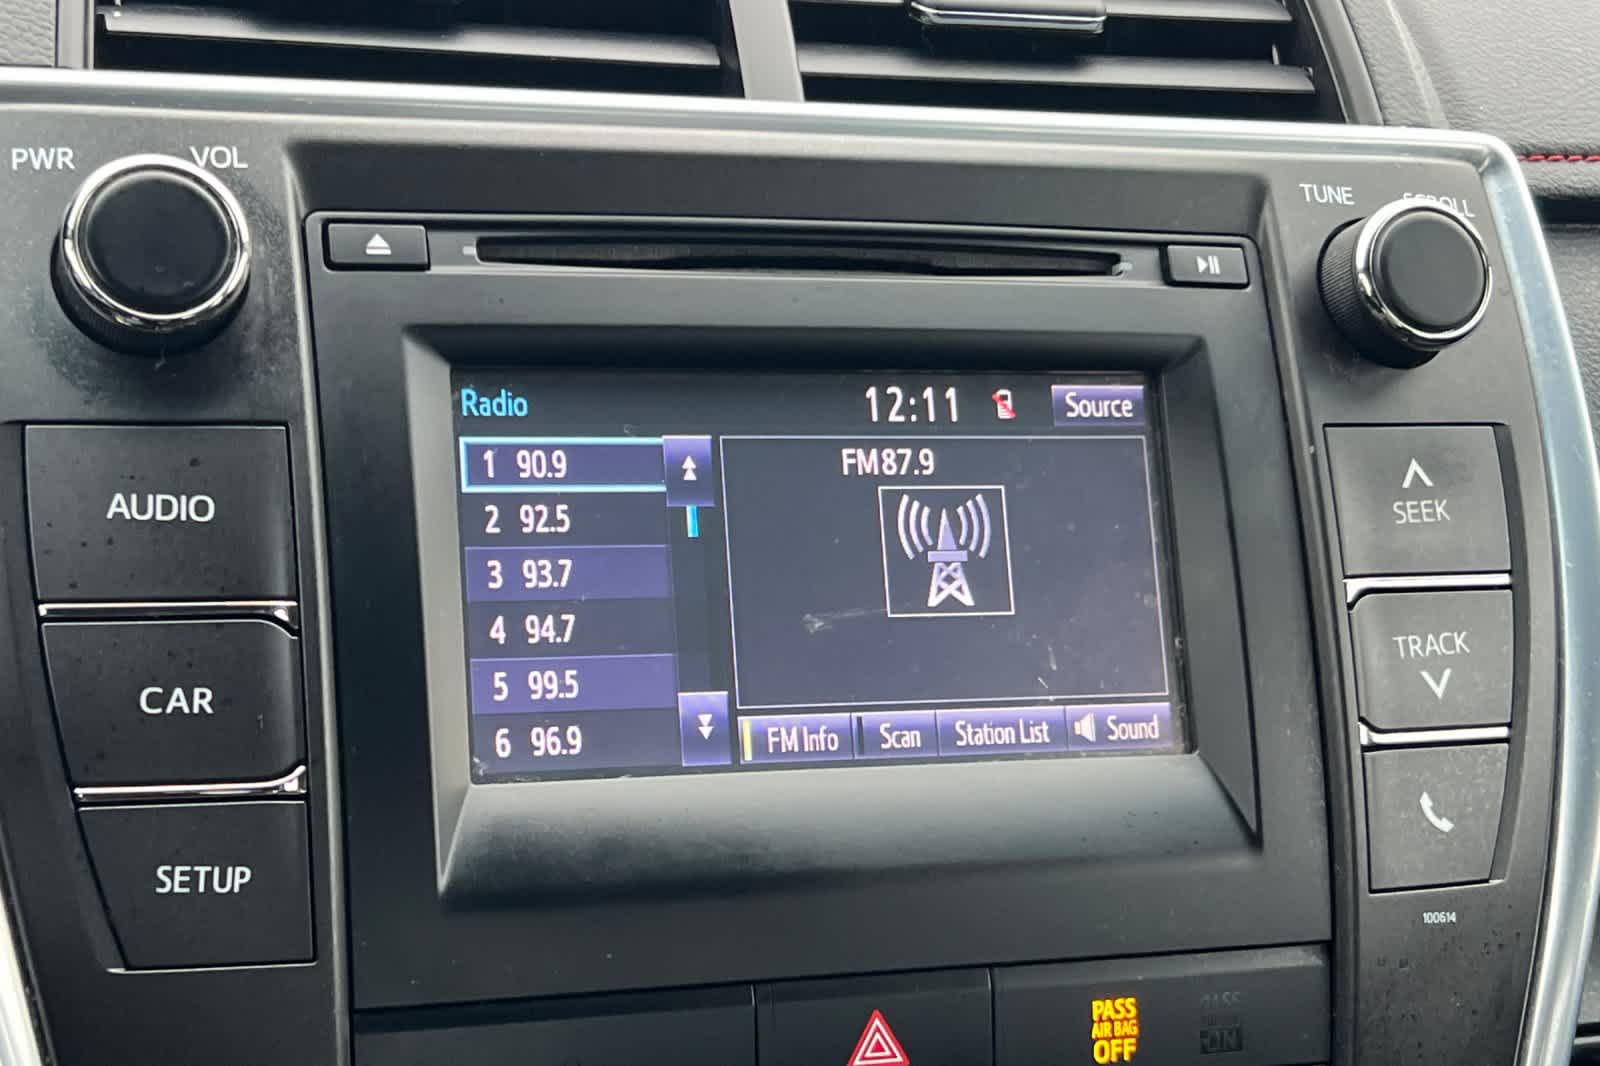 PWR
VOL
TUNE
SCROLL
Radio
12:11
Source
1 90.9
2 92.5
3 93.7
4 94.7
5 99.5
6 96.9
FM87.9
FM Info
Scan
Station List
Sound
AUDIO
CAR
SETUP
SEEK
TRACK
100614
PASS
AIR BAG
OFF
PASS
ON